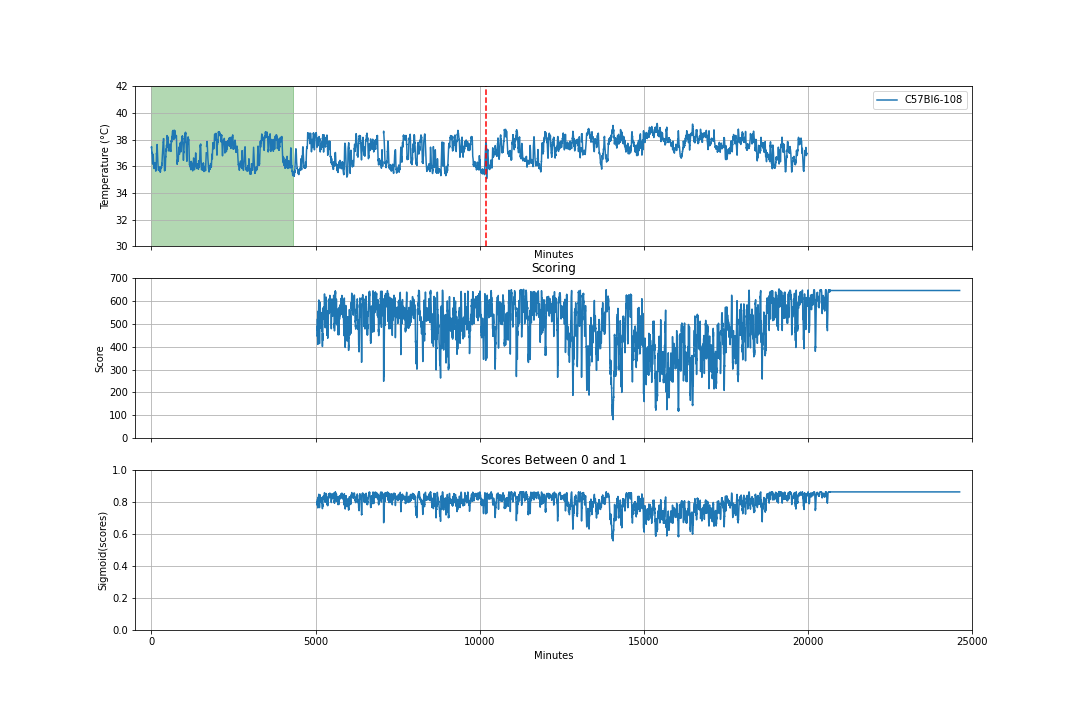 42
40
38
36
34
32
30
Temperature (°C)
C57Bl6-108
Minutes
Scoring
700
600
500
400
300
200
100
0
Score
Scores Between 0 and 1
1.0
0.8
0.6
0.4
0.2
0.0
Sigmoid(scores)
0 5000 10000 15000 20000 25000
Minutes